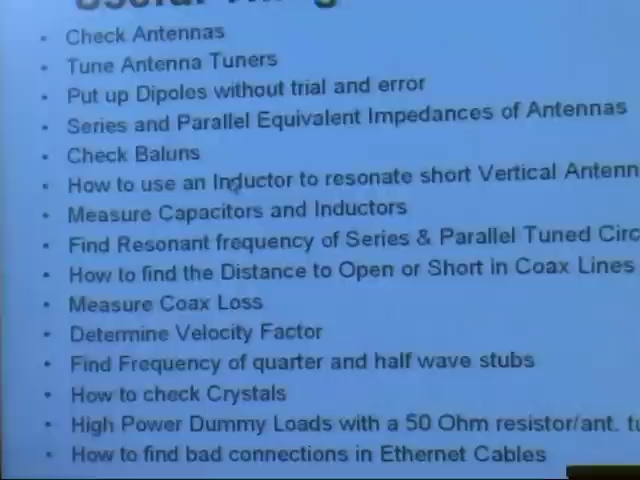 • Check Antennas
• Tune Antenna Tuners
• Put up Dipoles without trial and error
• Series and Parallel Equivalent Impedances of Antennas
• Check Baluns
• How to use an Inductor to resonate short Vertical Antenn
• Measure Capacitors and Inductors
• Find Resonant frequency of Series & Parallel Tuned Circ
• How to find the Distance to Open or Short in Coax Lines
• Measure Coax Loss
• Determine Velocity Factor
• Find Frequency of quarter and half wave stubs
• How to check Crystals
• High Power Dummy Loads with a 50 Ohm resistor/ant. tu
• How to find bad connections in Ethernet Cables